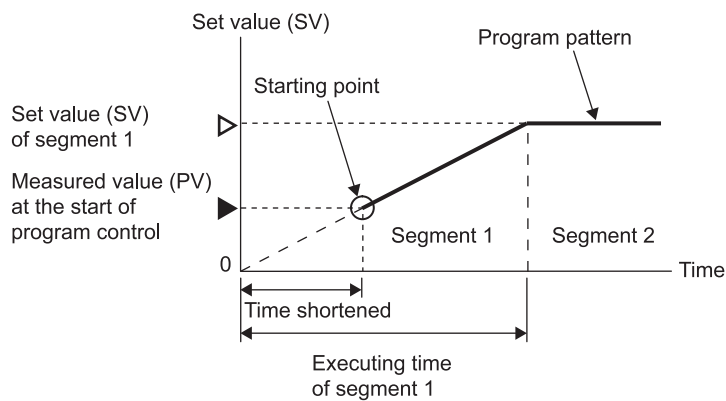 Set value (SV)
Program pattern
Starting point
Set value (SV)
of segment 1
Measured value (PV)
at the start of
program control
Segment 1
Segment 2
0
Time
Time shortened
Executing time
of segment 1